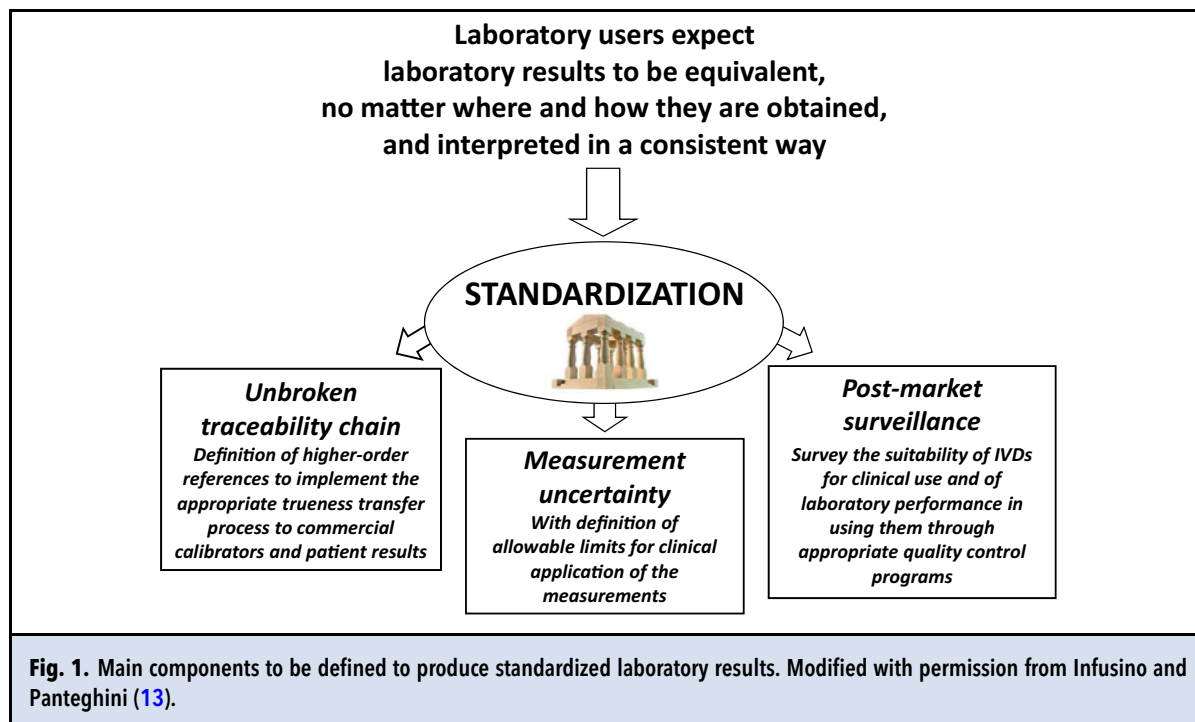 Laboratory users expect
laboratory results to be equivalent,
no matter where and how they are obtained,
and interpreted in a consistent way
STANDARDIZATION
Unbroken
traceability chain
Definition of higher-order
references to implement the
appropriate trueness transfer
process to commercial
calibrators and patient results
Measurement
uncertainty
With definition of
allowable limits for clinical
application of the
measurements
Post-market
surveillance
Survey the suitability of IVDs
for clinical use and of
laboratory performance in
using them through
appropriate quality control
programs
Fig. 1. Main components to be defined to produce standardized laboratory results. Modified with permission from Infusino and
Panteghini (13).